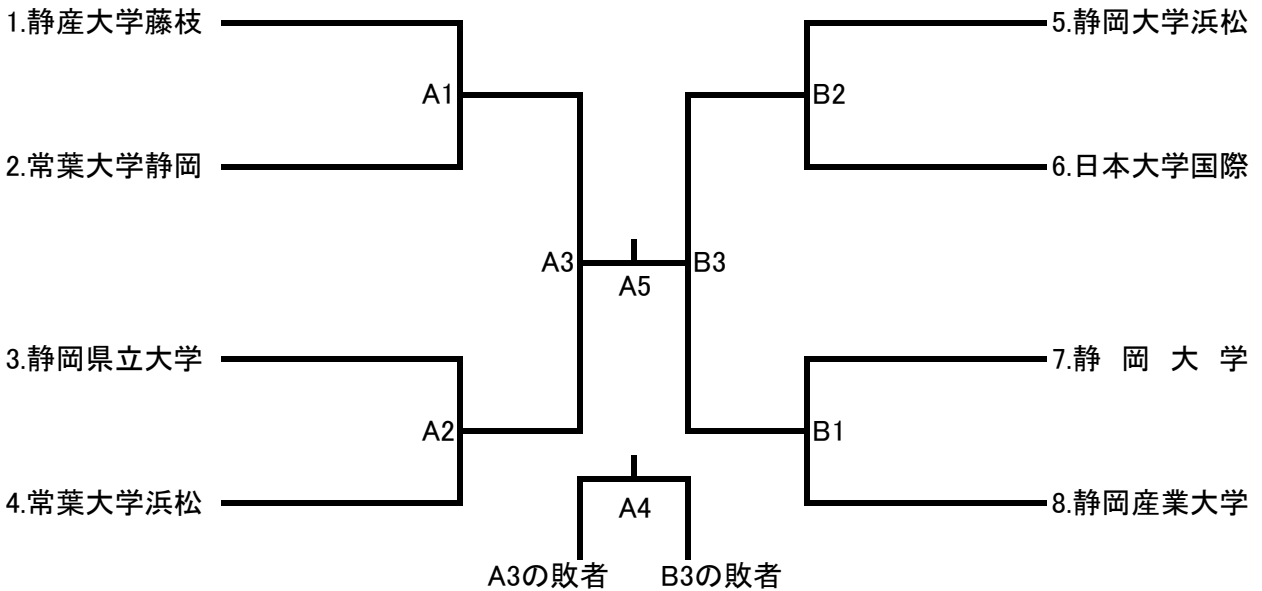 1.静産大学藤枝
5.静岡大学浜松
A1
B2
2.常葉大学静岡
6.日本大学国際
A3
B3
A5
3.静岡県立大学
7.静 岡 大 学
A2
B1
4.常葉大学浜松
A4
8.静岡産業大学
A3の敗者
B3の敗者